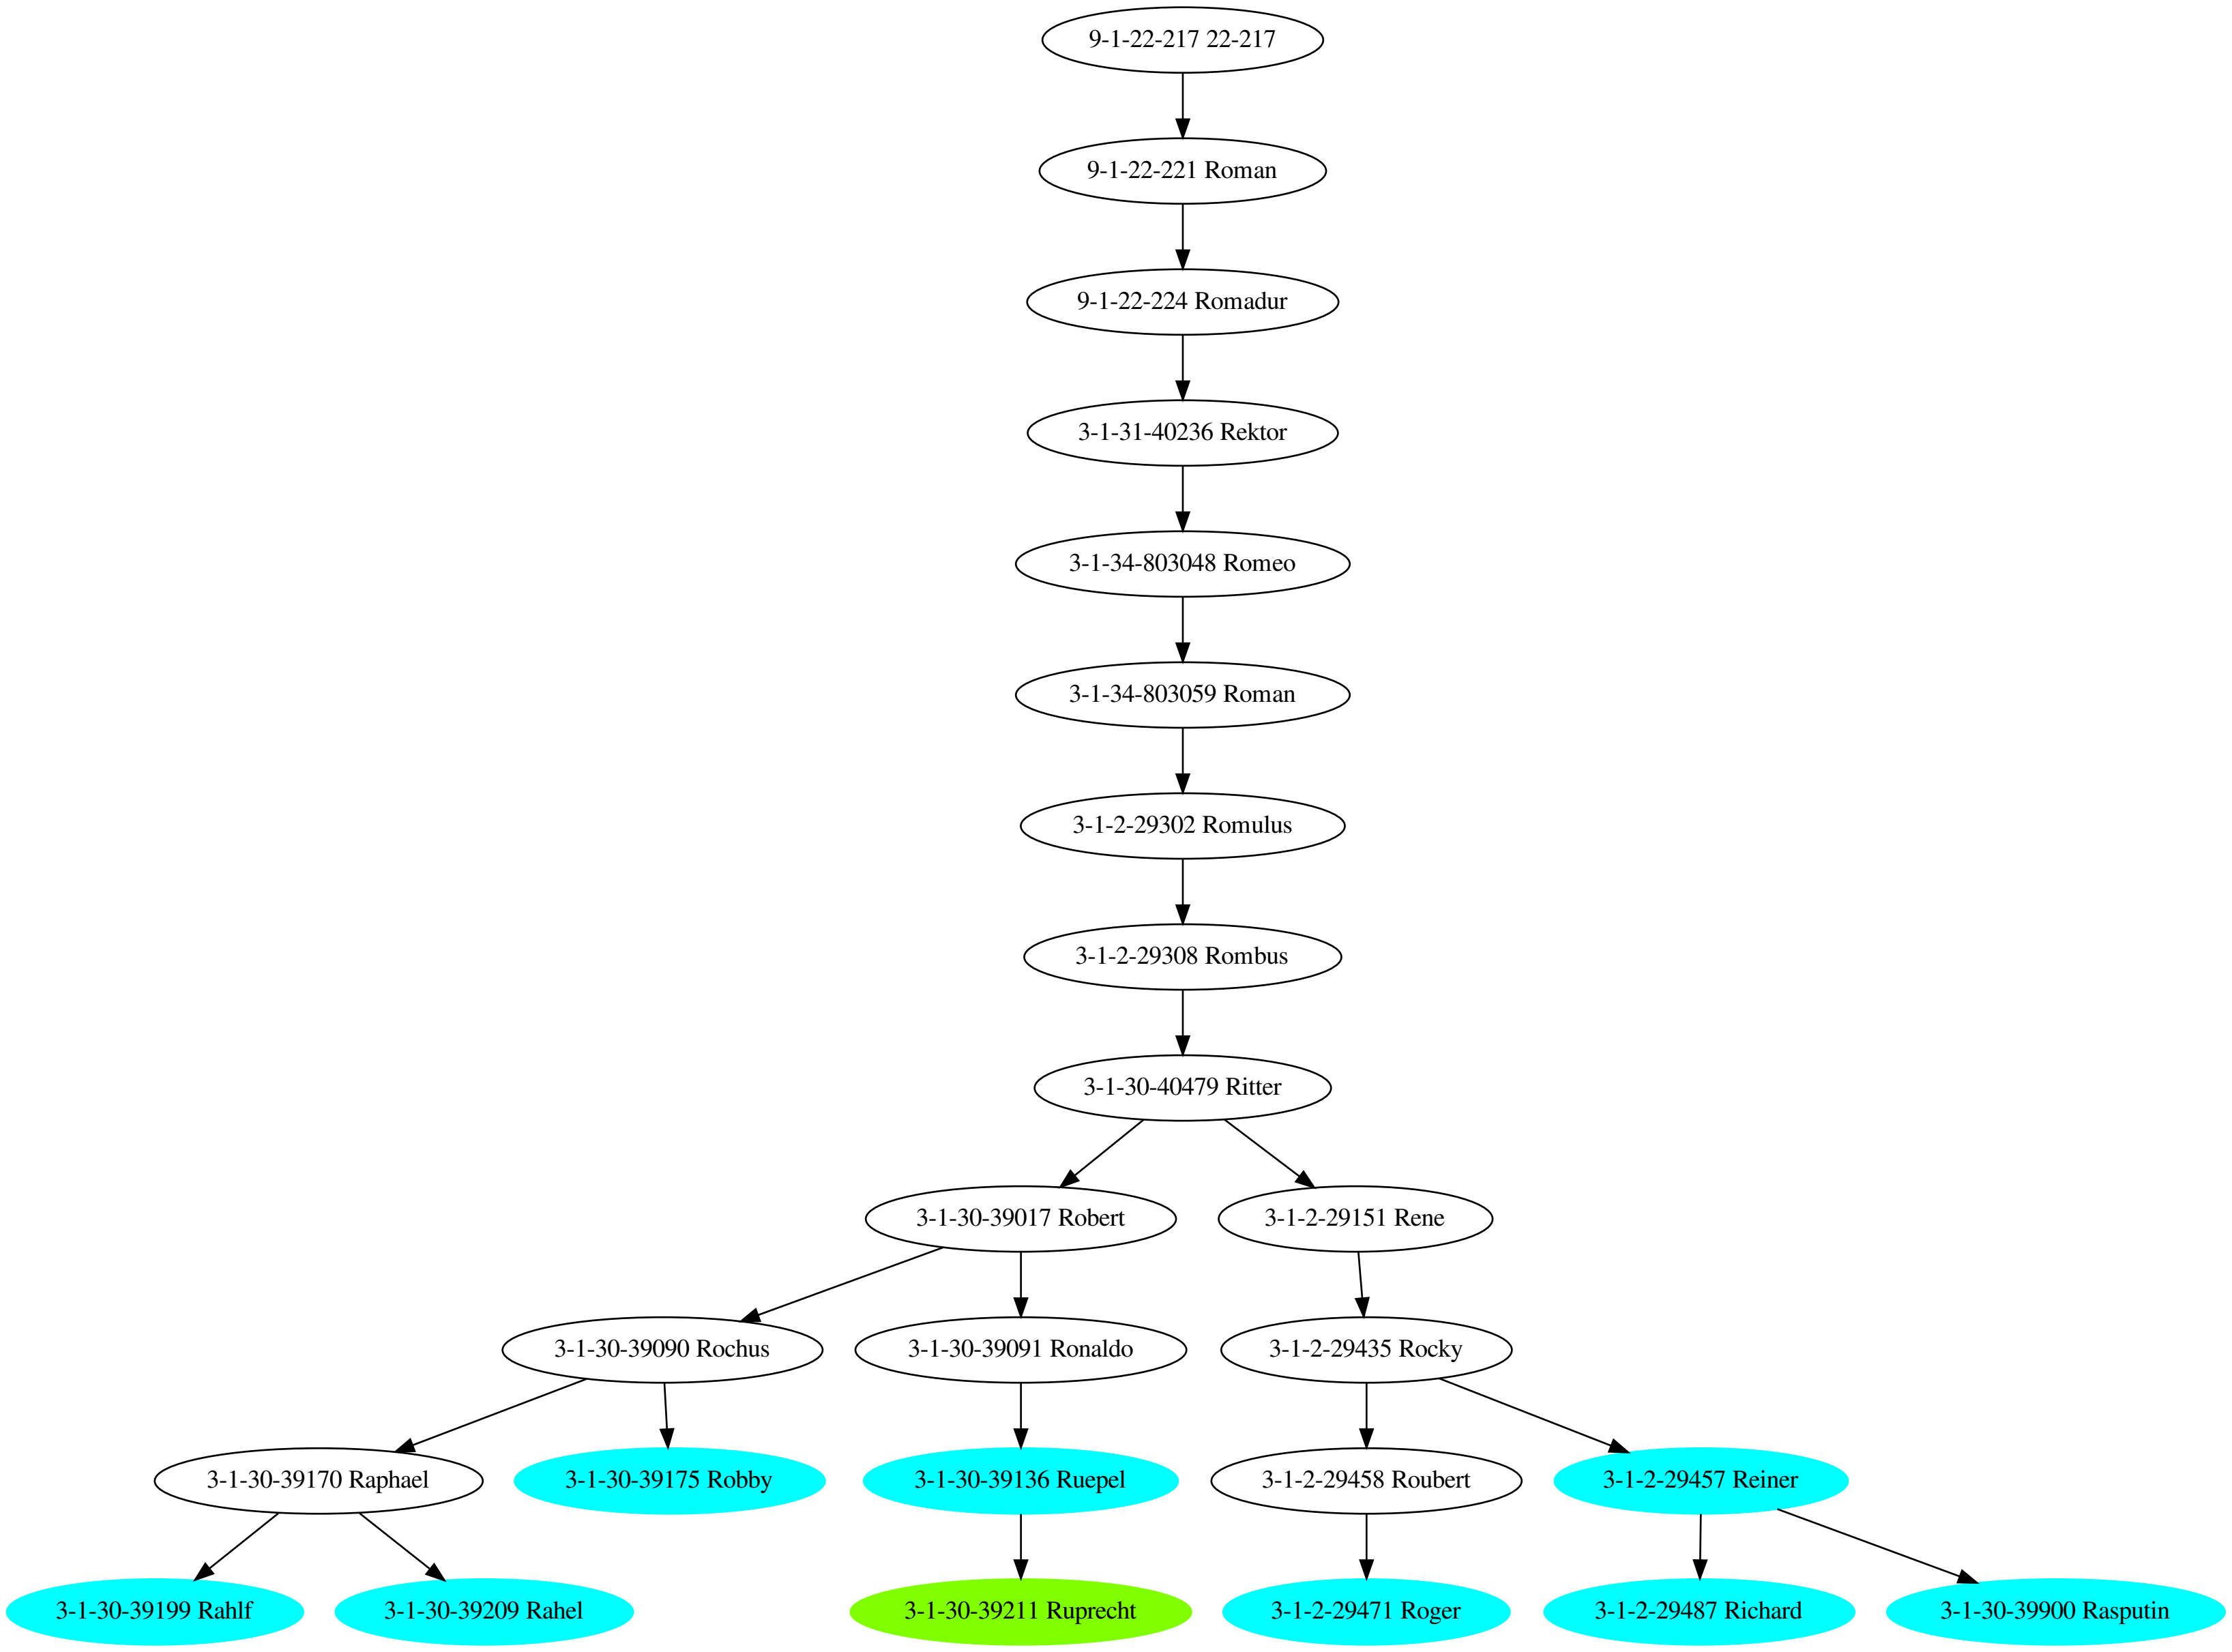 9-1-22-217 22-217
9-1-22-221 Roman
9-1-22-224 Romadur
3-1-31-40236 Rektor
3-1-34-803048 Romeo
3-1-34-803059 Roman
3-1-2-29302 Romulus
3-1-2-29308 Rombus
3-1-30-40479 Ritter
3-1-30-39017 Robert
3-1-2-29151 Rene
3-1-30-39090 Rochus
3-1-30-39091 Ronaldo
3-1-2-29435 Rocky
3-1-30-39170 Raphael
3-1-30-39175 Robby
3-1-30-39136 Ruepel
3-1-2-29458 Roubert
3-1-2-29457 Reiner
3-1-30-39199 Rahlf
3-1-30-39209 Rahel
3-1-30-39211 Ruprecht
3-1-2-29471 Roger
3-1-2-29487 Richard
3-1-30-39900 Rasputin